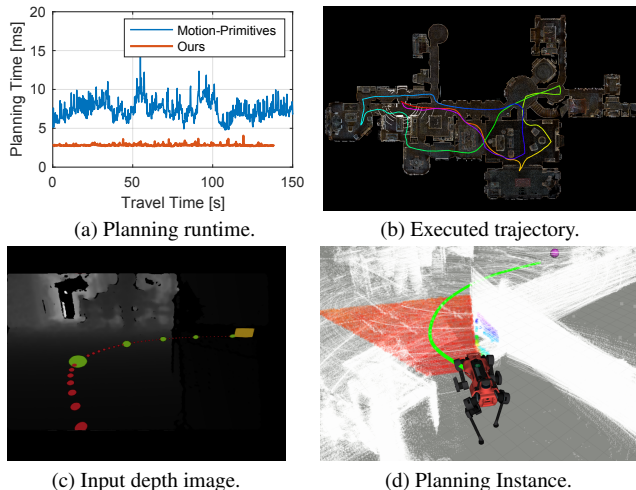 20
15
10
5
0
Planning Time [ms]
Motion-Primitives
Ours
0 50 100 150
Travel Time [s]
(a) Planning runtime.
(b) Executed trajectory.
(c) Input depth image.
(d) Planning Instance.